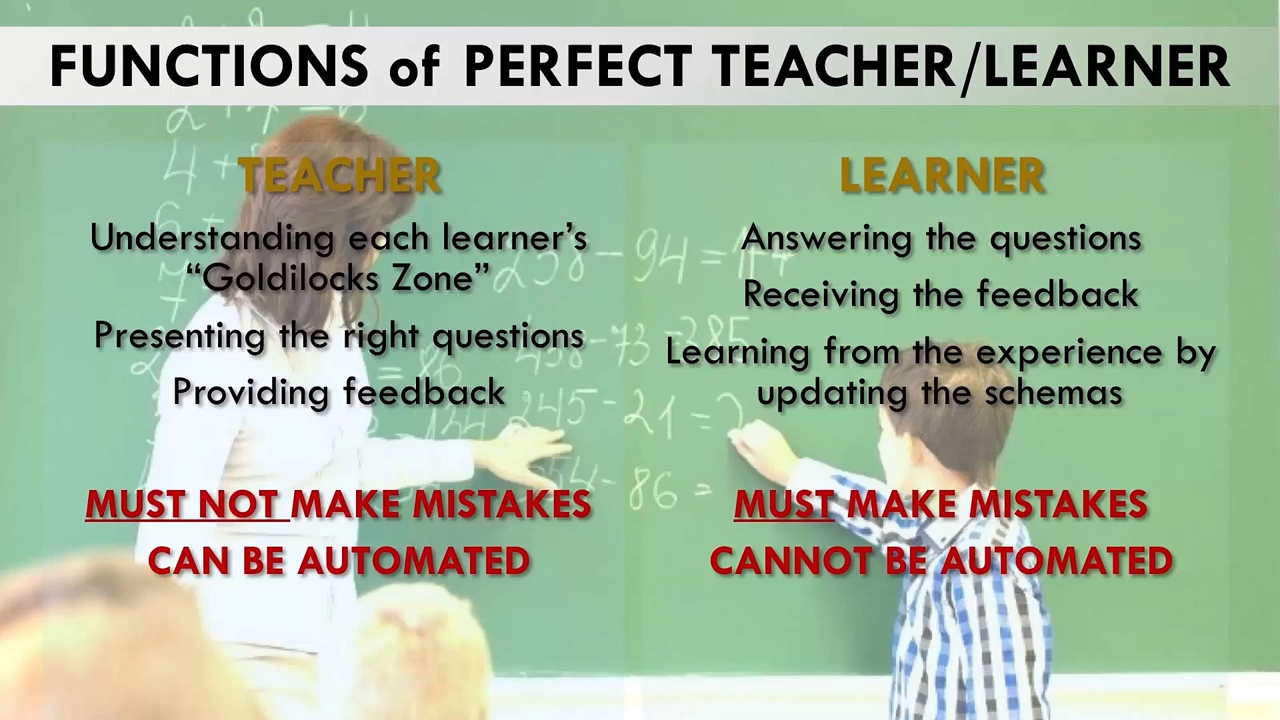 FUNCTIONS of PERFECT TEACHER/LEARNER
TEACHER
Understanding each learner's
“Goldilocks Zone”
Presenting the right questions
Providing feedback
MUST NOT MAKE MISTAKES
CAN BE AUTOMATED
LEARNER
Answering the questions
Receiving the feedback
Learning from the experience by
updating the schemas
MUST MAKE MISTAKES
CANNOT BE AUTOMATED